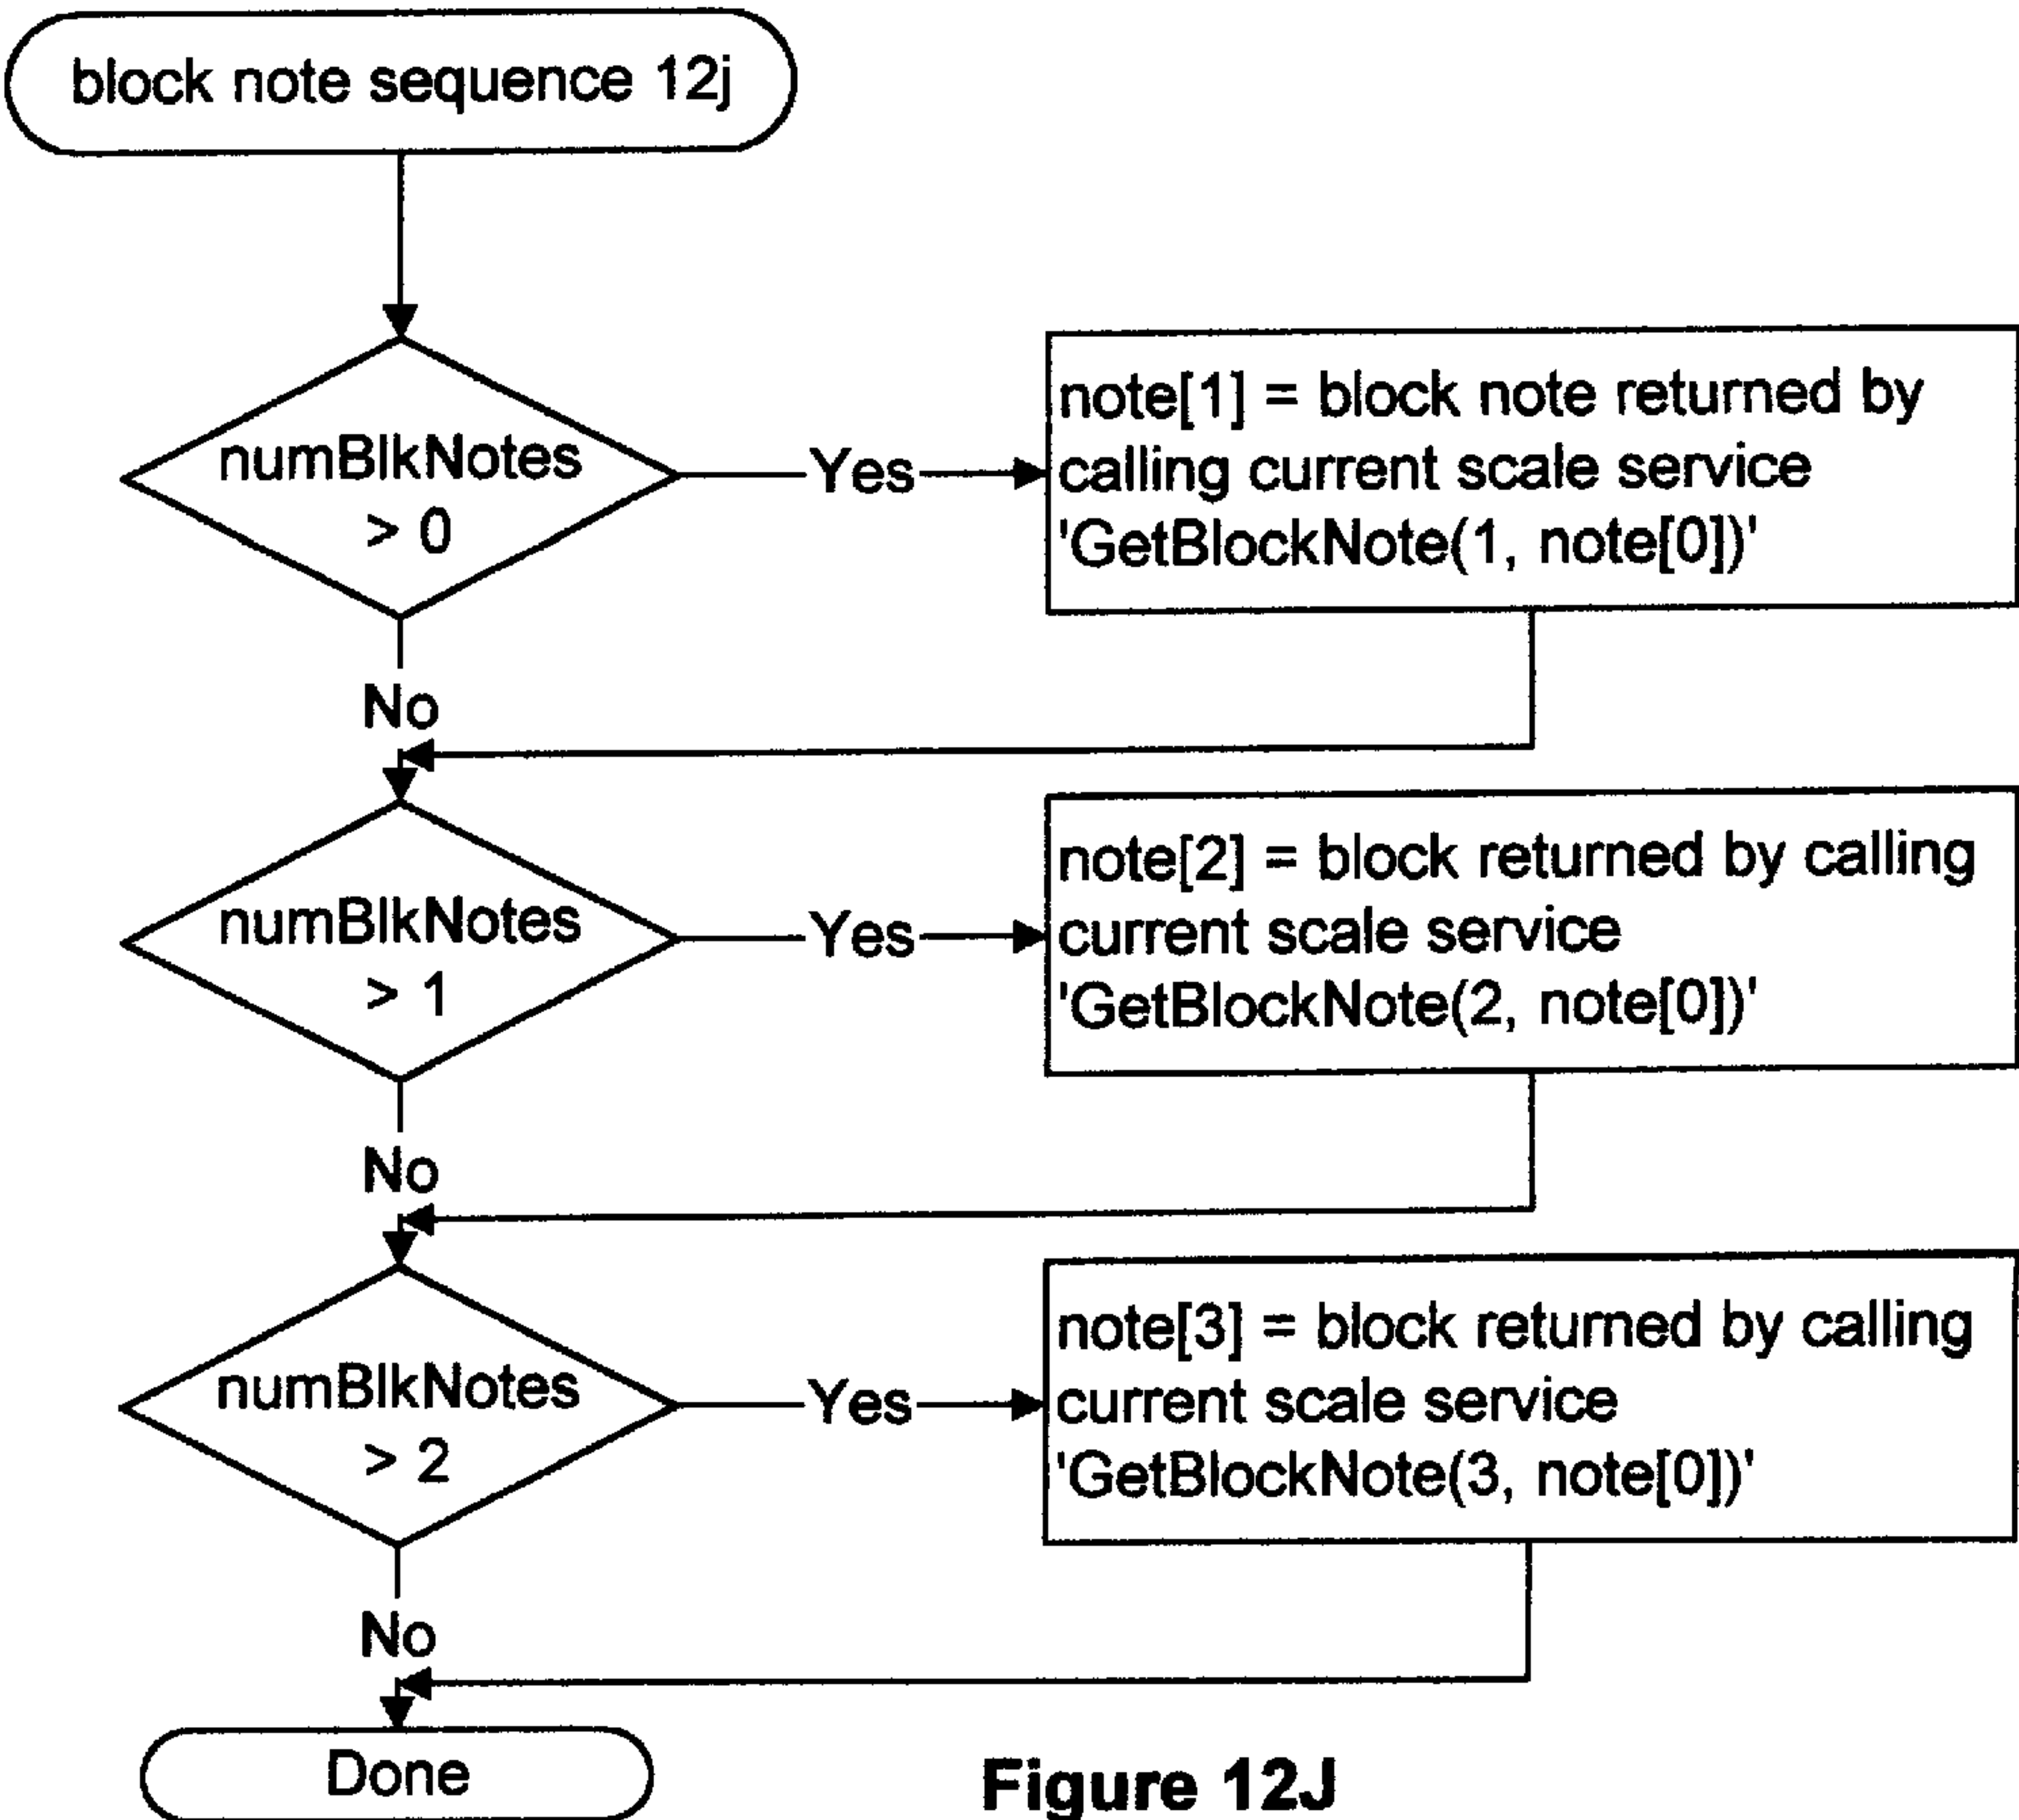 block note sequence 12j
numBlkNotes
> 0
Yes
note[1] = block note returned by
calling current scale service
'GetBlockNote(1, note[0])'
No
numBlkNotes
> 1
Yes
note[2] = block returned by calling
current scale service
'GetBlockNote(2, note[0])'
No
numBlkNotes
> 2
Yes
note[3] = block returned by calling
current scale service
'GetBlockNote(3, note[0])'
No
Done
Figure 12J